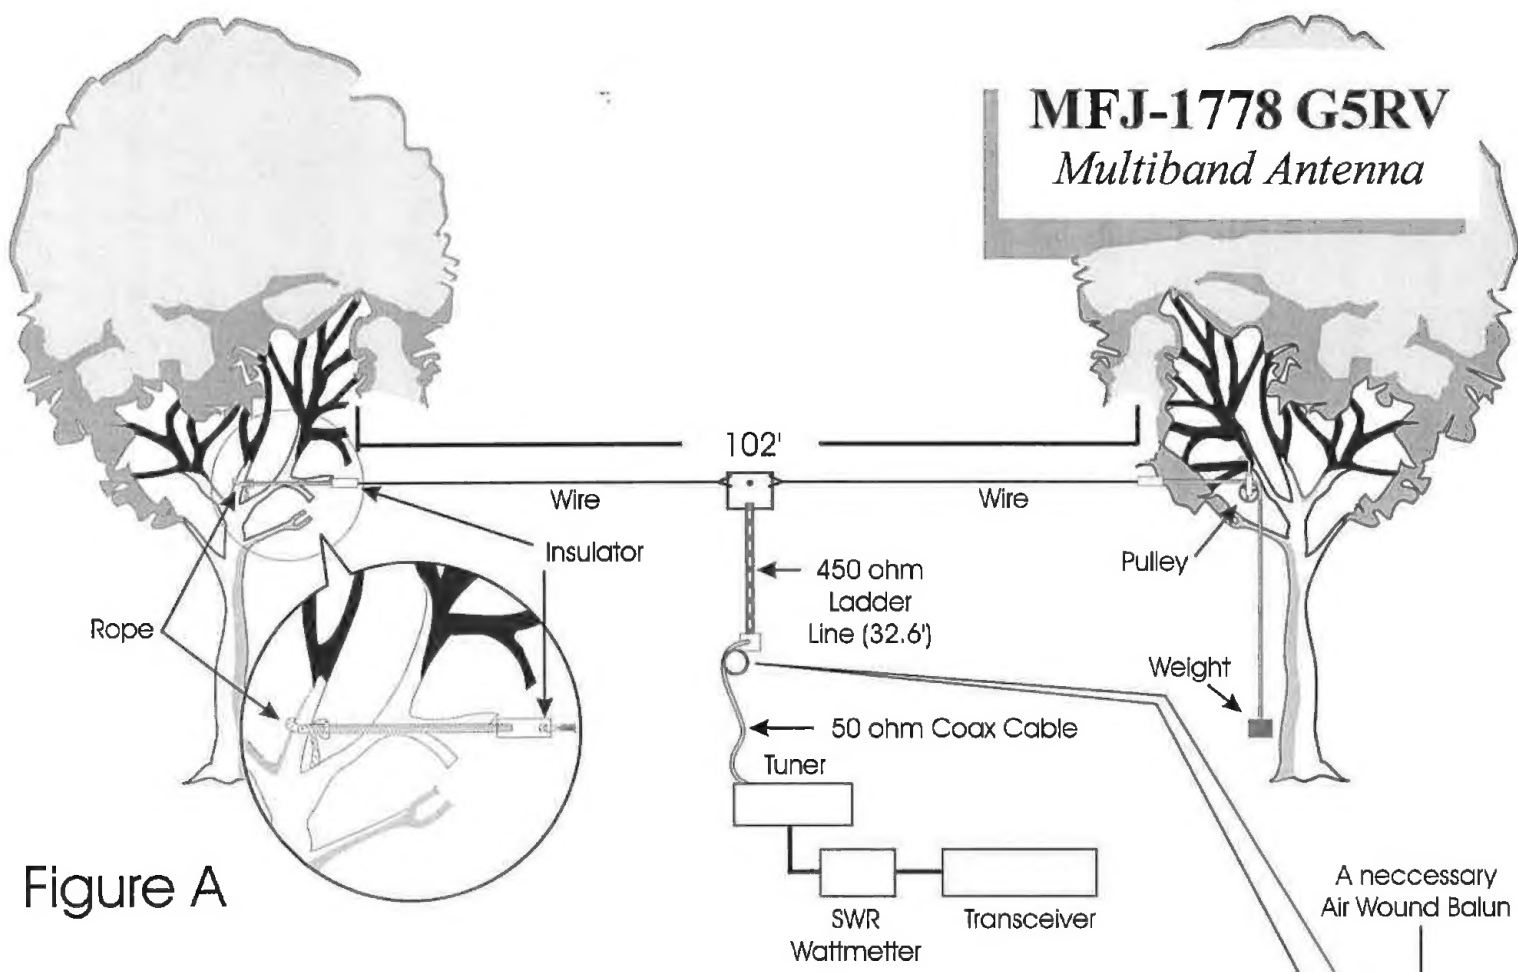 MFJ-1778 G5RV
Multiband Antenna
102'
Wire
Wire
Insulator
Pulley
450 ohm
Ladder
Line (32.6')
Rope
Weight
50 ohm Coax Cable
Tuner
Figure A
SWR
Wattmetter
Transceiver
A neccessary
Air Wound Balun